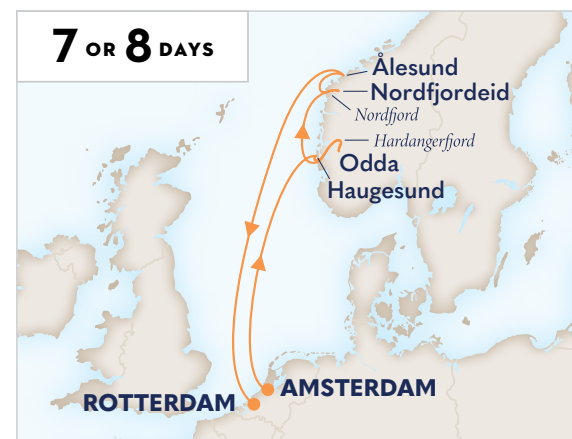 7 OR 8 DAYS
Ålesund
Nordfjordeid
Nordfjord
Hardangerfjord
Odda
Haugesund
AMSTERDAM
ROTTERDAM